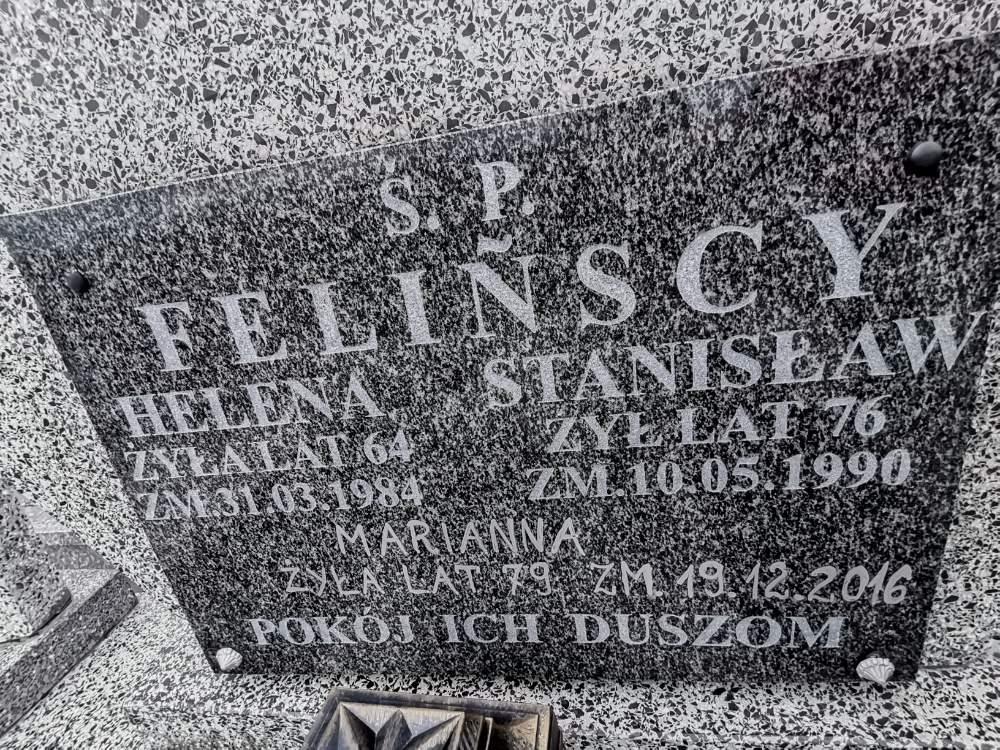 Ś. P.
FELIÑSCY
HELENA STANISŁAW
ŻYŁA LAT 64 ŻYŁ LAT 76
ZM.31.03.1984 ZM.10.05.1990
MARIANNA
ŻYŁA LAT 79 ZM. 19.12.2016
POKÓJ ICH DUSZOM